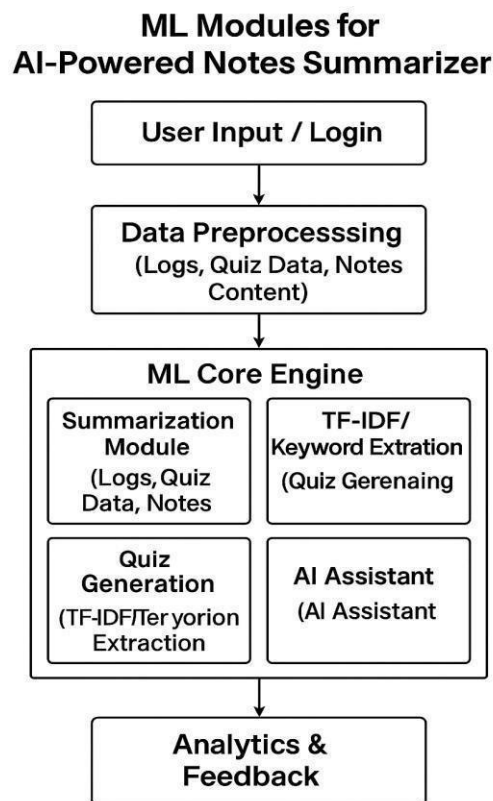 ML Modules for
AI-Powered Notes Summarizer
User Input / Login
Data Preprocesssing
(Logs, Quiz Data, Notes
Content)
ML Core Engine
Summarization
Module
(Logs, Quiz
Data, Notes
TF-IDF/
Keyword Extration
(Quiz Gerenaing
Quiz
Generation
(TF-IDF/Ter yorion
Extraction
AI Assistant
(AI Assistant
Analytics &
Feedback